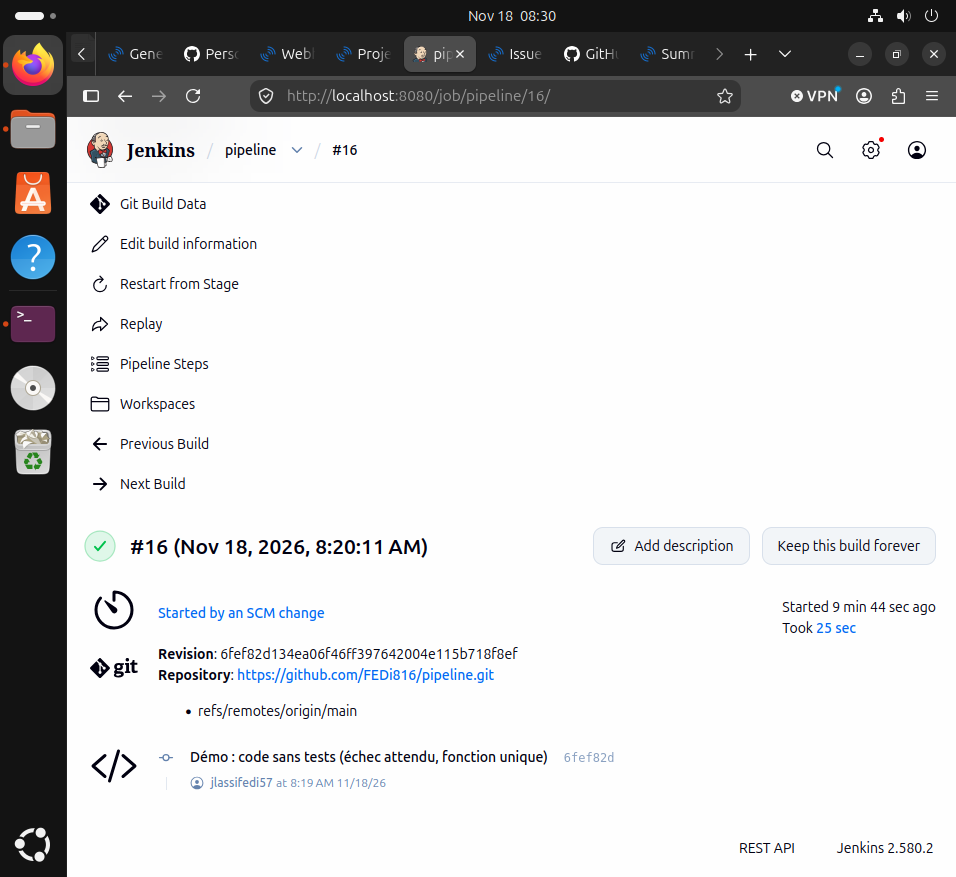 Nov 18 08:30
Gene
Perso
Webl
Proje
pip
Issue
GitHu
Sumr
http://localhost:8080/job/pipeline/16/
VPN
Jenkins / pipeline / #16
Git Build Data
Edit build information
Restart from Stage
Replay
Pipeline Steps
Workspaces
Previous Build
Next Build
#16 (Nov 18, 2026, 8:20:11 AM)
Add description
Keep this build forever
Started by an SCM change
Started 9 min 44 sec ago
Took 25 sec
git
Revision: 6fef82d134ea06f46ff397642004e115b718f8ef
Repository: https://github.com/FEDi816/pipeline.git
• refs/remotes/origin/main
Démo : code sans tests (échec attendu, fonction unique) 6fef82d
jlassifedi57 at 8:19 AM 11/18/26
REST API
Jenkins 2.580.2